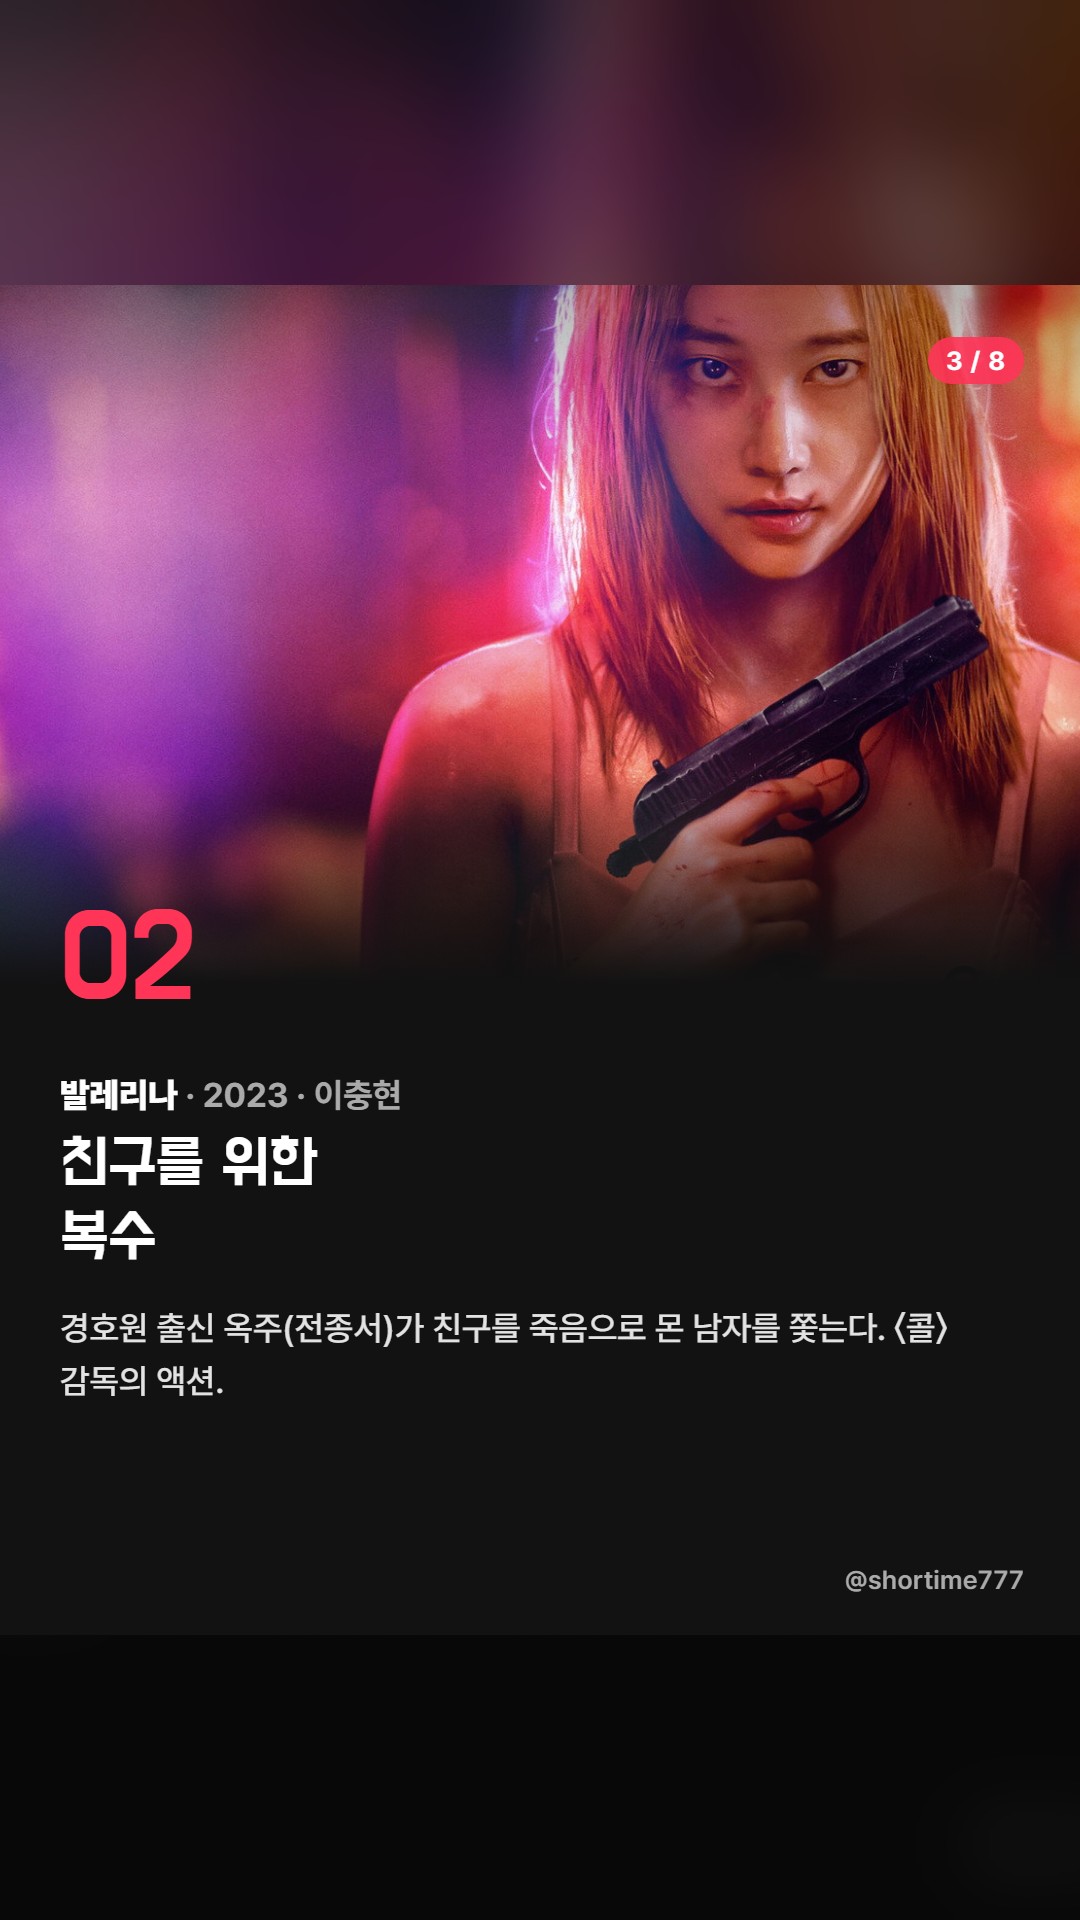 3 / 8
02
발레리나 · 2023 · 이충현
친구를 위한
복수
경호원 출신 옥주(전종서)가 친구를 죽음으로 몬 남자를 쫓는다. 〈콜〉
감독의 액션.
@shortime777